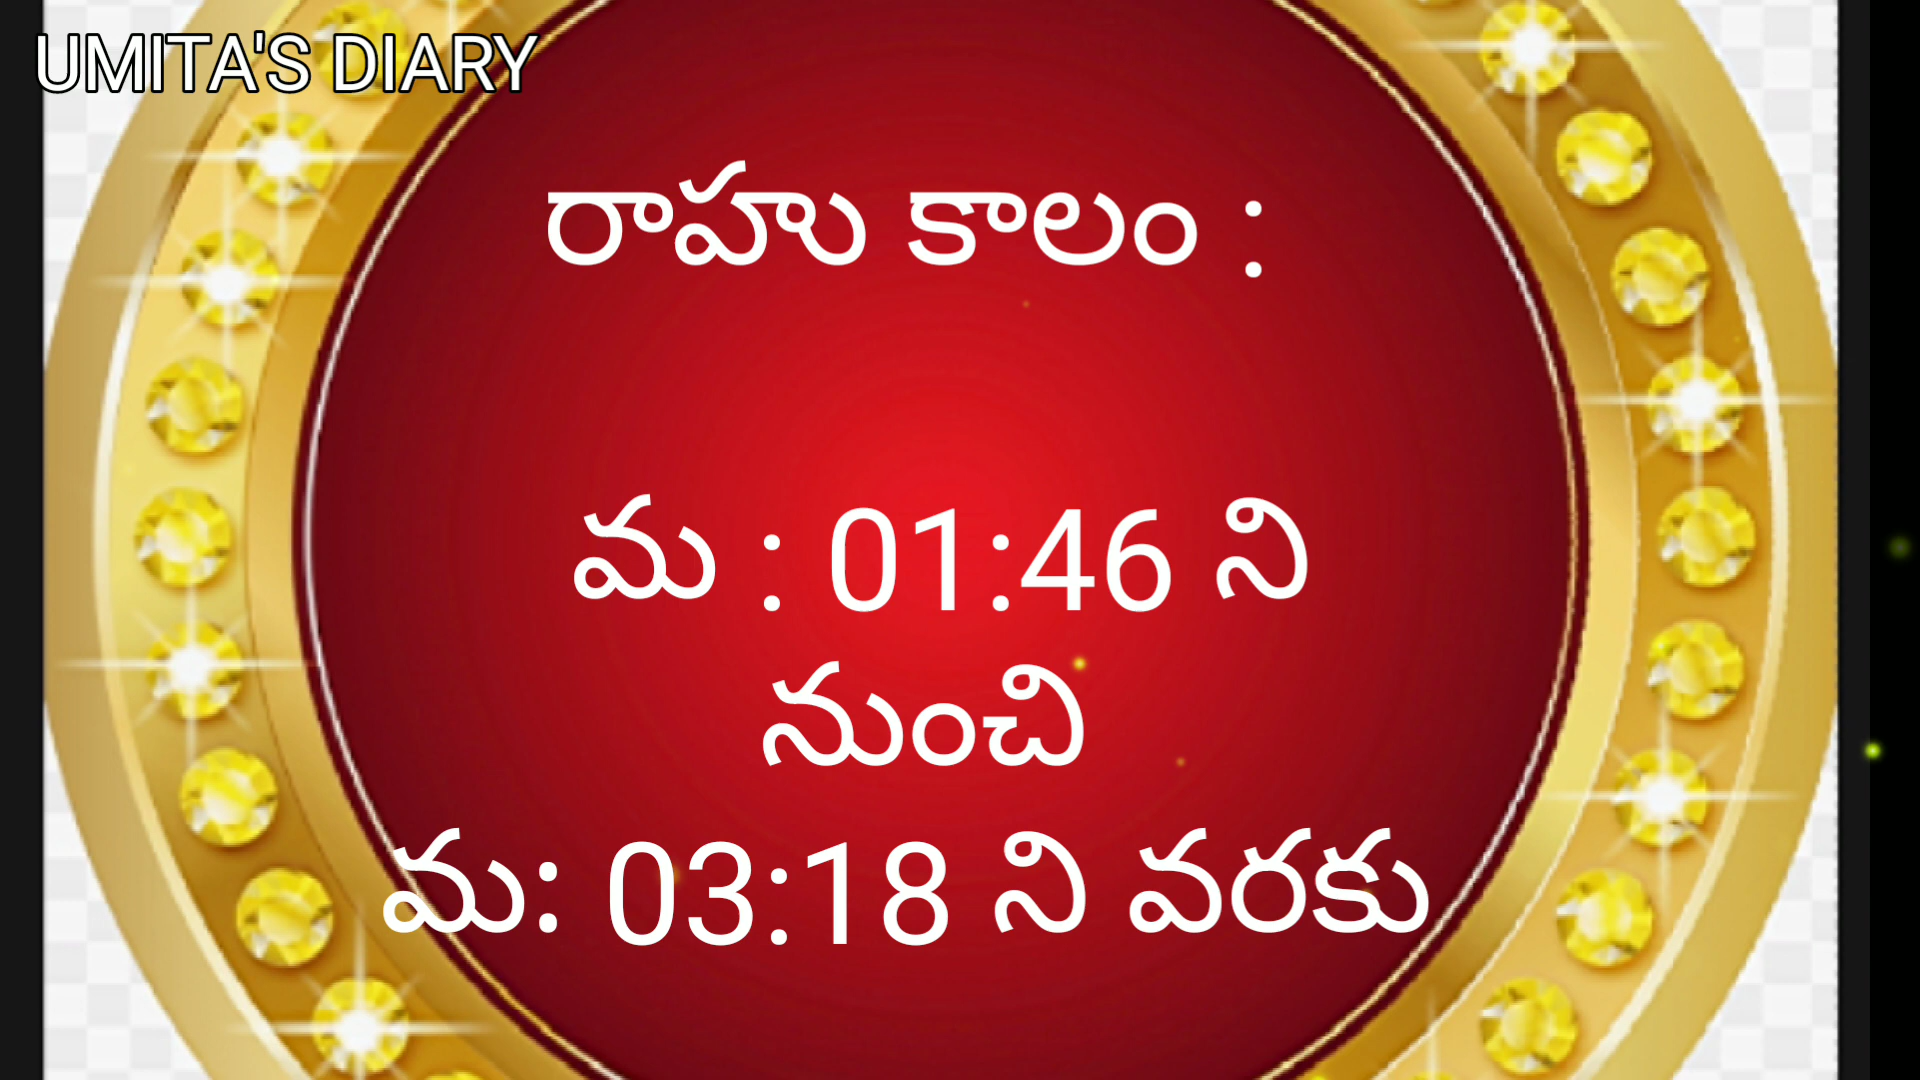 UMITA'S DIARY
రాహు కాలం :
మ : 01:46 ని
నుంచి
మ: 03:18 ని వరకు